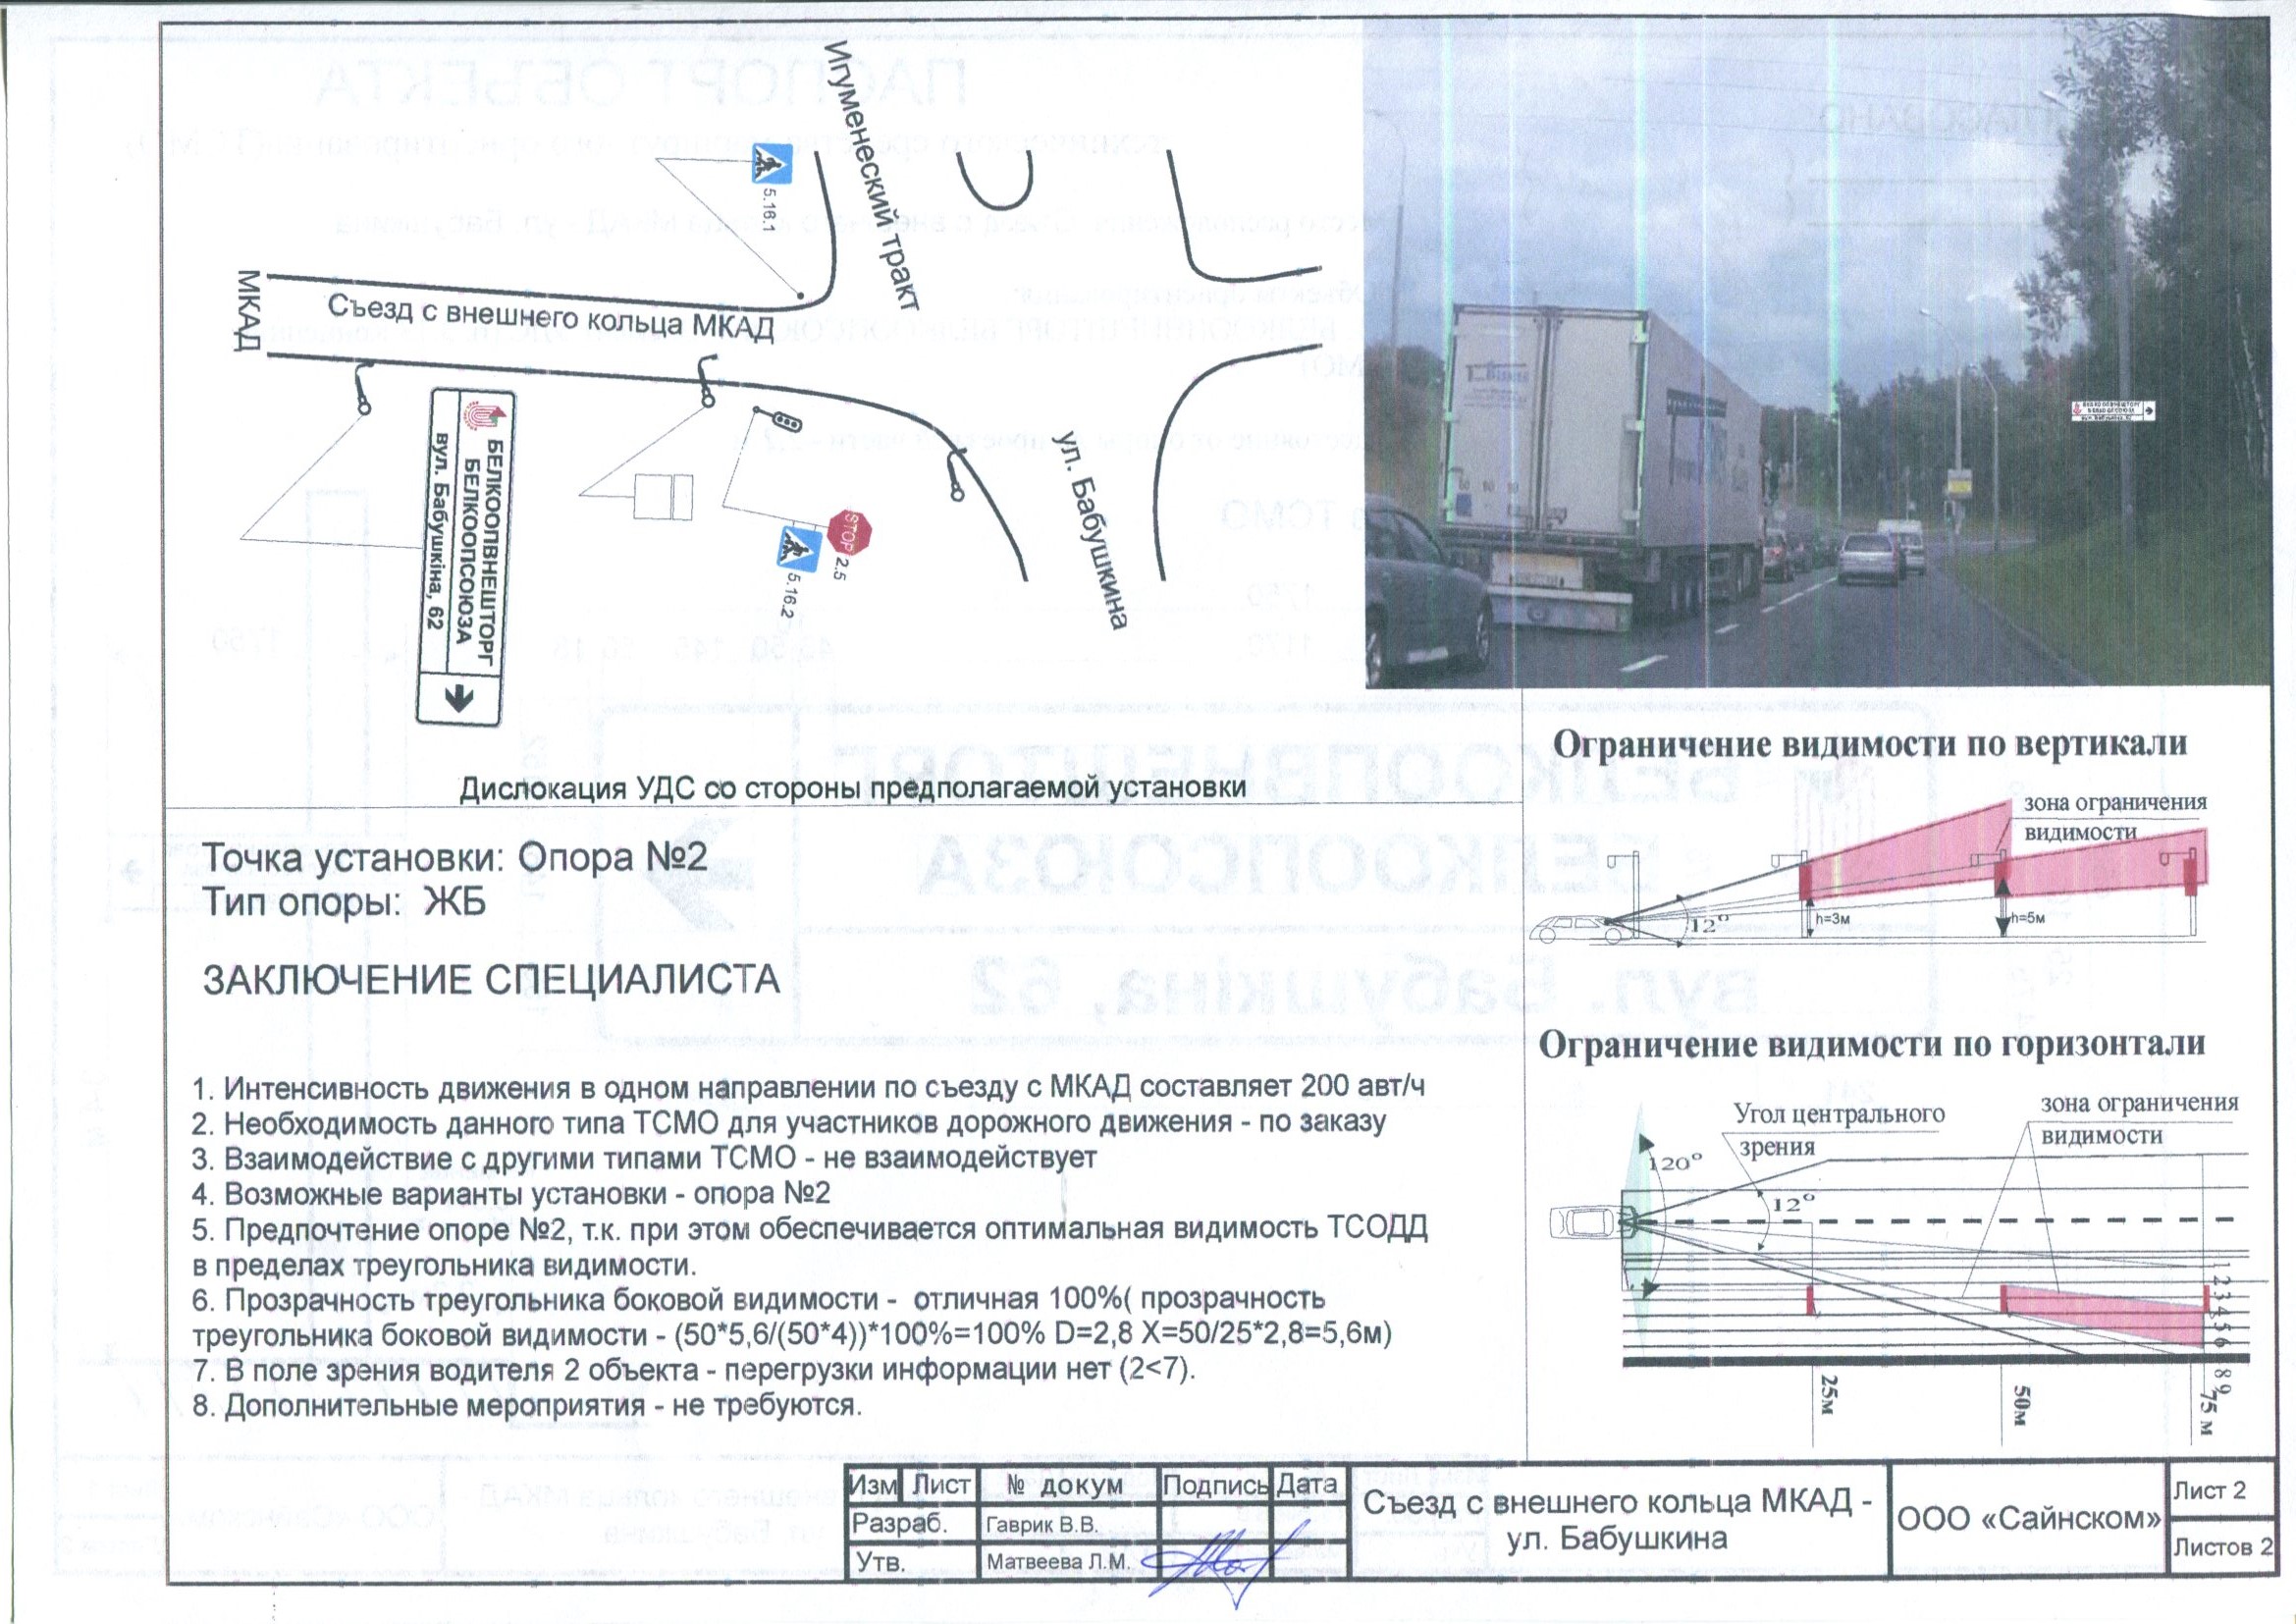 Игуменеский тракт
5.16.1
МКАД
Съезд с внешнего кольца МКАД
ул. Бабушкина
БЕЛКООПВНЕШТОРГ
БЕЛКООПСОЮЗА
вул. Бабушкіна, 62
STOP
2.5
5.16.2
Дислокация УДС со стороны предполагаемой установки
Точка установки: Опора №2
Тип опоры: ЖБ
ЗАКЛЮЧЕНИЕ СПЕЦИАЛИСТА
1. Интенсивность движения в одном направлении по съезду с МКАД составляет 200 авт/ч
2. Необходимость данного типа ТСМО для участников дорожного движения - по заказу
3. Взаимодействие с другими типами ТСМО - не взаимодействует
4. Возможные варианты установки - опора №2
5. Предпочтение опоре №2, т.к. при этом обеспечивается оптимальная видимость ТСОДД
в пределах треугольника видимости.
6. Прозрачность треугольника боковой видимости - отличная 100%( прозрачность
треугольника боковой видимости - (50*5,6/(50*4))*100%=100% D=2,8 X=50/25*2,8=5,6м)
7. В поле зрения водителя 2 объекта - перегрузки информации нет (2<7).
8. Дополнительные мероприятия - не требуются.
Ограничение видимости по вертикали
зона ограничения
видимости
12°
h=3м
h=5м
Ограничение видимости по горизонтали
Угол центрального
зрения
зона ограничения
видимости
120°
12°
1 2 3 4 5 6 8 9
25м
50м
75 м
Изм Лист № докум Подпись Дата
Разраб. Гаврик В.В.
Утв. Матвеева Л.М.
Съезд с внешнего кольца МКАД -
ул. Бабушкина
ООО «Сайнском»
Лист 2
Листов 2